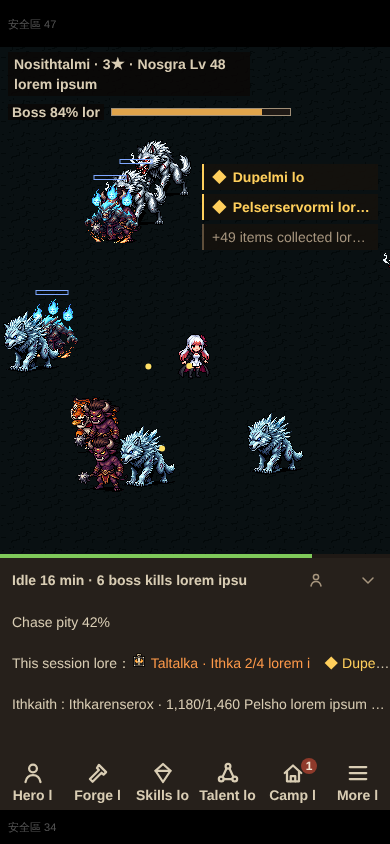 安全區 47
Nosithtalmi · 3★ · Nosgra Lv 48
lorem ipsum
Boss 84% lor
◆ Dupelmi lo
◆ Pelserservormi lor…
+49 items collected lor…
Idle 16 min · 6 boss kills lorem ipsu
Chase pity 42%
This session lore : Taltalka · Ithka 2/4 lorem i ◆ Dupe…
Ithkaith : Ithkarenserox · 1,180/1,460 Pelsho lorem ipsum …
1
Hero l Forge l Skills lo Talent lo Camp l More l
安全區 34